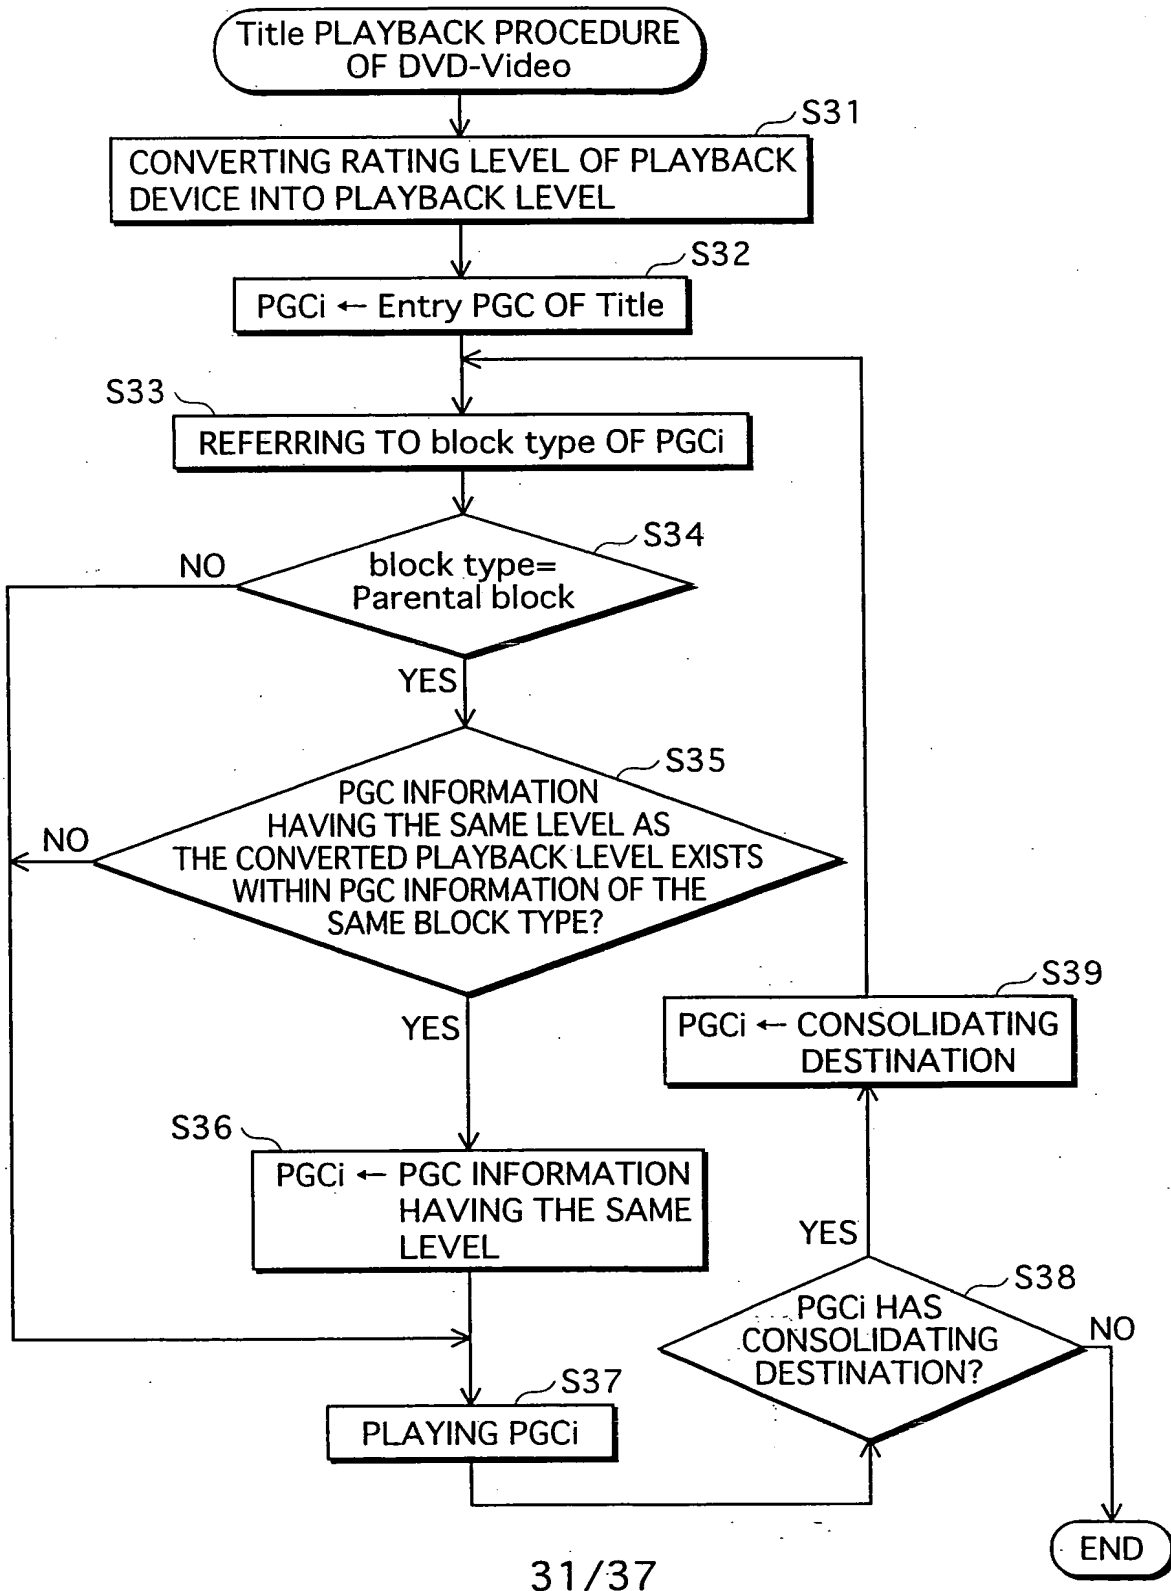 Title PLAYBACK PROCEDURE
OF DVD-Video
S31
CONVERTING RATING LEVEL OF PLAYBACK
DEVICE INTO PLAYBACK LEVEL
S32
PGCi ← Entry PGC OF Title
S33
REFERRING TO block type OF PGCi
S34
NO
block type=
Parental block
YES
S35
PGC INFORMATION
HAVING THE SAME LEVEL AS
THE CONVERTED PLAYBACK LEVEL EXISTS
WITHIN PGC INFORMATION OF THE
SAME BLOCK TYPE?
NO
YES
S36
PGCi ← PGC INFORMATION
HAVING THE SAME
LEVEL
S37
PLAYING PGCi
S38
PGCi HAS
CONSOLIDATING
DESTINATION?
YES
NO
S39
PGCi ← CONSOLIDATING
DESTINATION
END
31/37